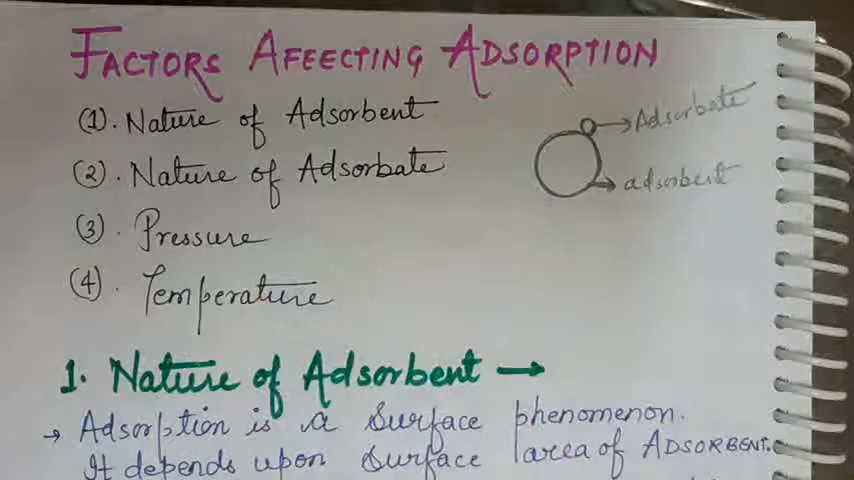 FACTORS AFEECTING ADSORPTION
(1). Nature of Adsorbent
(2). Nature of Adsorbate
(3). Pressure
(4). Temperature
Adsorbate
adsorbent
1. Nature of Adsorbent →
→ Adsorption is a surface phenomenon.
It depends upon surface area of ADSORBENT.